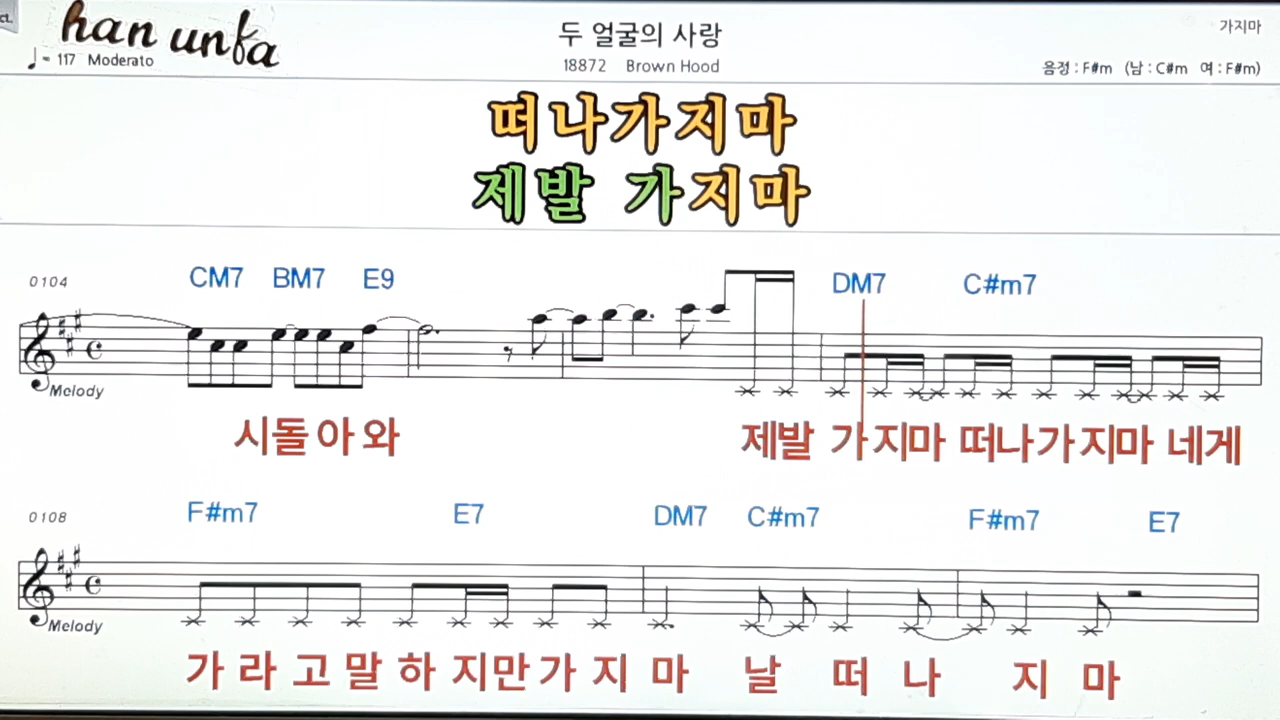 ct.
han unfa
♩= 117 Moderato
두 얼굴의 사랑
18872 Brown Hood
가지마
음정 : F#m (남 : C#m 여 : F#m)
떠나가지마
제발 가지마
0104
CM7 BM7 E9 DM7 C#m7
Melody
시돌아와 제발 가지마 떠나가지마 네게
0108
F#m7 E7 DM7 C#m7 F#m7 E7
Melody
가라고말하지만가지마 날 떠나 지마